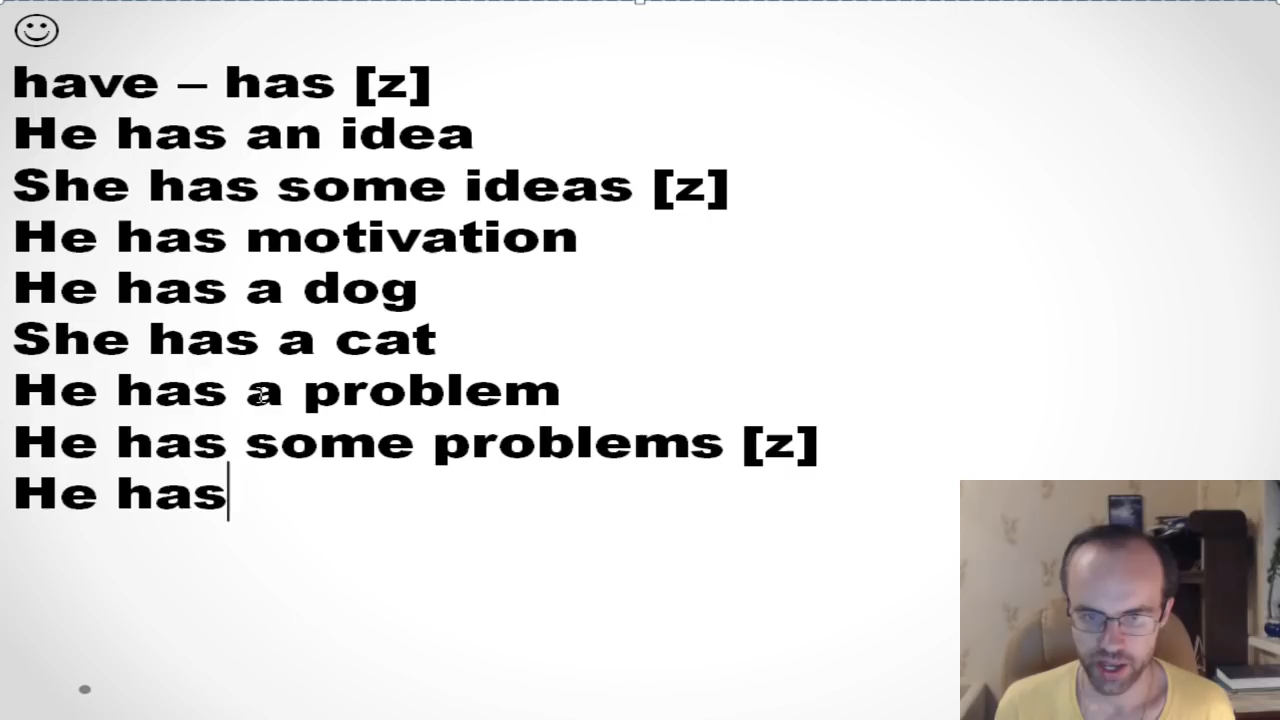 have – has [z]
He has an idea
She has some ideas [z]
He has motivation
He has a dog
She has a cat
He has a problem
He has some problems [z]
He has